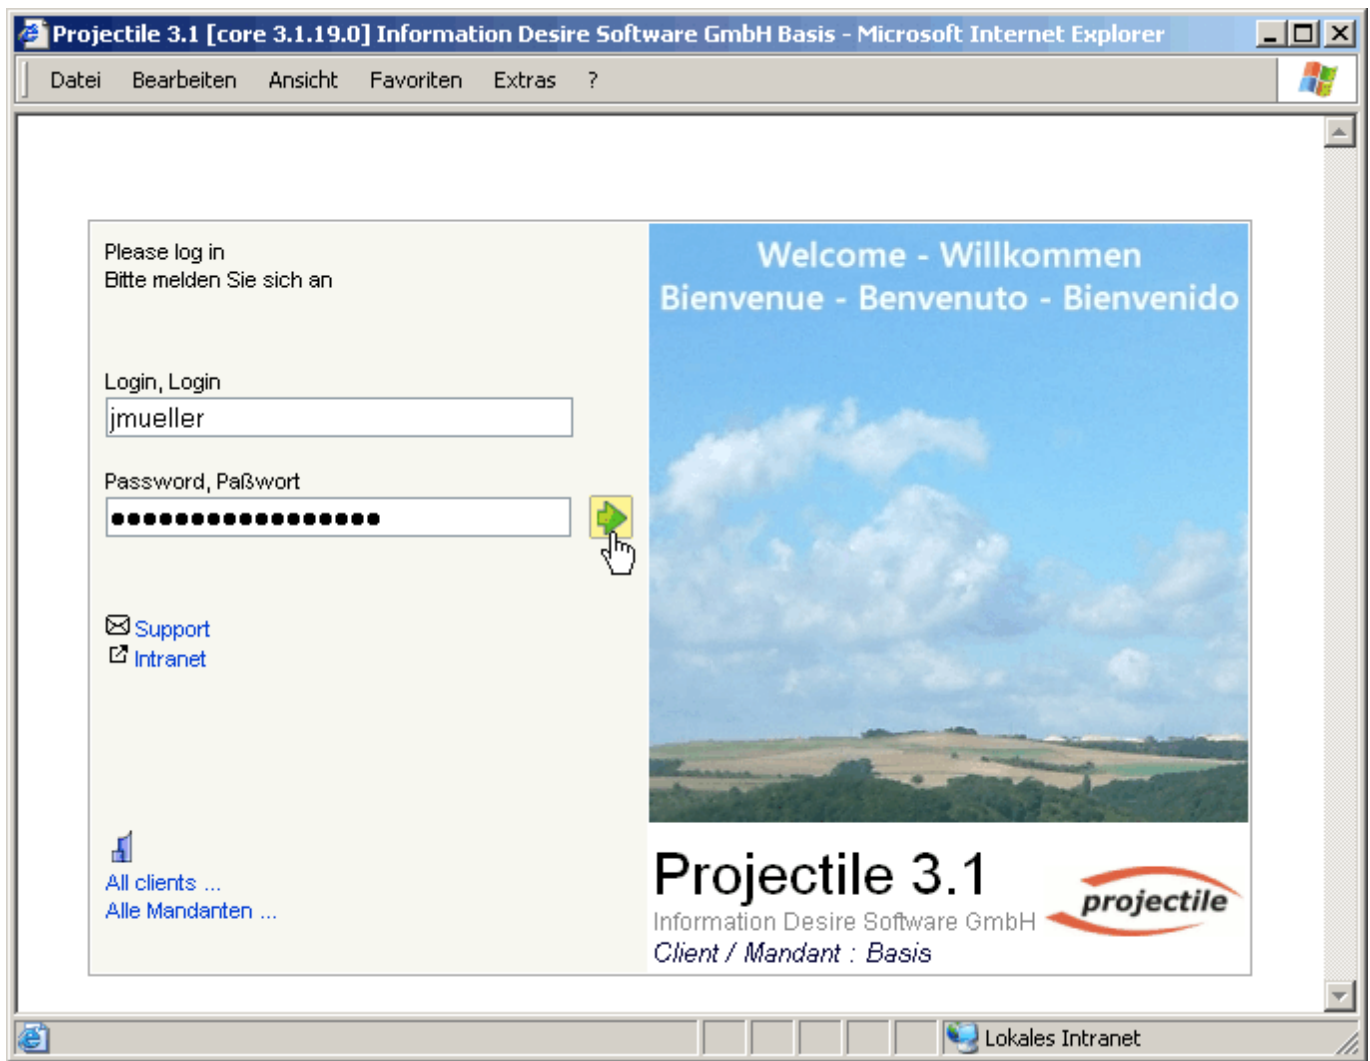 Projectile 3.1 [core 3.1.19.0] Information Desire Software GmbH Basis - Microsoft Internet Explorer
Datei Bearbeiten Ansicht Favoriten Extras ?
Please log in
Bitte melden Sie sich an
Login, Login
jmueller
Password, Paßwort
•••••••••••••••••
Support
Intranet
All clients ...
Alle Mandanten ...
Welcome - Willkommen
Bienvenue - Benvenuto - Bienvenido
Projectile 3.1
Information Desire Software GmbH
Client / Mandant : Basis
projectile
Lokales Intranet